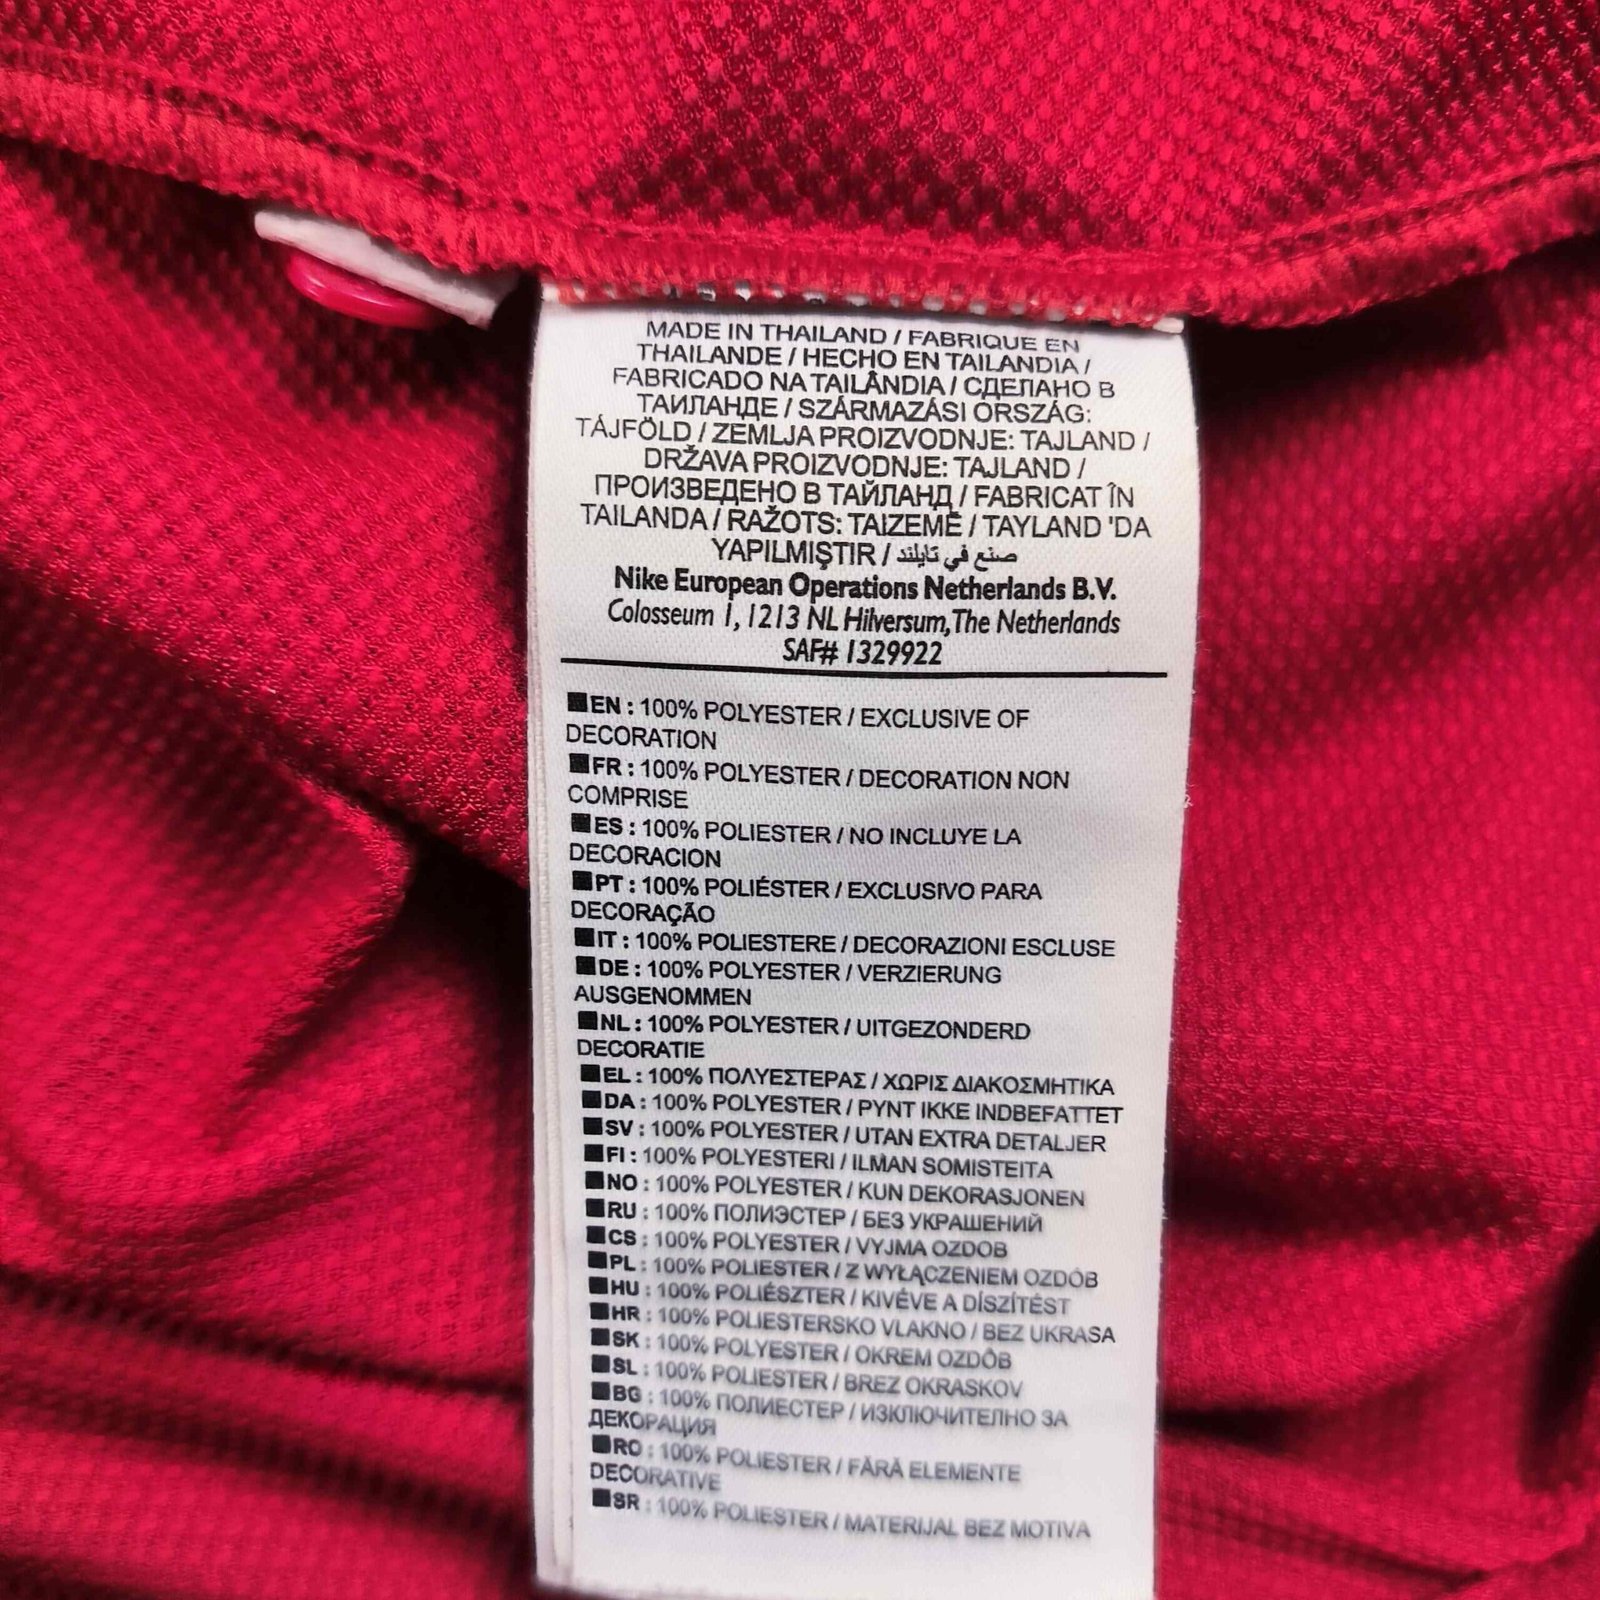 MADE IN THAILAND / FABRIQUE EN
THAILANDE / HECHO EN TAILANDIA /
FABRICADO NA TAILÂNDIA / СДЕЛАНО В
ТАИЛАНДЕ / SZÁRMAZÁSI ORSZÁG:
TÁJFÖLD / ZEMLJA PROIZVODNJE: TAJLAND /
DRŽAVA PROIZVODNJE: TAJLAND /
ПРОИЗВЕДЕНО В ТАЙЛАНД / FABRICAT ÎN
TAILANDA / RAŽOTS: TAIZEMĒ / TAYLAND 'DA
YAPILMIŞTIR / صنع في تايلند
Nike European Operations Netherlands B.V.
Colosseum 1, 1213 NL Hilversum, The Netherlands
SAF# 1329922
EN : 100% POLYESTER / EXCLUSIVE OF
DECORATION
FR : 100% POLYESTER / DECORATION NON
COMPRISE
ES : 100% POLIESTER / NO INCLUYE LA
DECORACION
PT : 100% POLIÉSTER / EXCLUSIVO PARA
DECORAÇÃO
IT : 100% POLIESTERE / DECORAZIONI ESCLUSE
DE : 100% POLYESTER / VERZIERUNG
AUSGENOMMEN
NL : 100% POLYESTER / UITGEZONDERD
DECORATIE
EL : 100% ΠΟΛΥΕΣΤΕΡΑΣ / ΧΩΡΙΣ ΔΙΑΚΟΣΜΗΤΙΚΑ
DA : 100% POLYESTER / PYNT IKKE INDBEFATTET
SV : 100% POLYESTER / UTAN EXTRA DETALJER
FI : 100% POLYESTERI / ILMAN SOMISTEITA
NO : 100% POLYESTER / KUN DEKORASJONEN
RU : 100% ПОЛИЭСТЕР / БЕЗ УКРАШЕНИЙ
CS : 100% POLYESTER / VYJMA OZDOB
PL : 100% POLIESTER / Z WYŁĄCZENIEM OZDÓB
HU : 100% POLIÉSZTER / KIVÉVE A DÍSZÍTÉST
HR : 100% POLIESTERSKO VLAKNO / BEZ UKRASA
SK : 100% POLYESTER / OKREM OZDÔB
SL : 100% POLIESTER / BREZ OKRASKOV
BG : 100% ПОЛИЕСТЕР / ИЗКЛЮЧИТЕЛНО ЗА
ДЕКОРАЦИЯ
RO : 100% POLIESTER / FĂRĂ ELEMENTE
DECORATIVE
SR : 100% POLIESTER / MATERIJAL BEZ MOTIVA